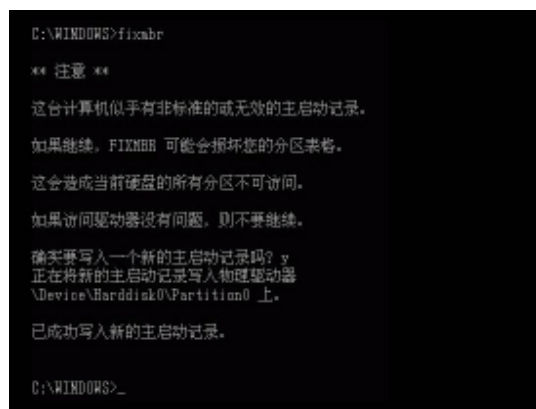 C:\WINDOWS>fixmbr
** 注意 **
这台计算机似乎有非标准的或无效的主启动记录。
如果继续，FIXMBR 可能会损坏您的分区表格。
这会造成当前硬盘的所有分区不可访问。
如果访问驱动器没有问题，则不要继续。
确实要写入一个新的主启动记录吗? y
正在将新的主启动记录写入物理驱动器
\Device\Harddisk0\Partition0 上。
已成功写入新的主启动记录。
C:\WINDOWS>_